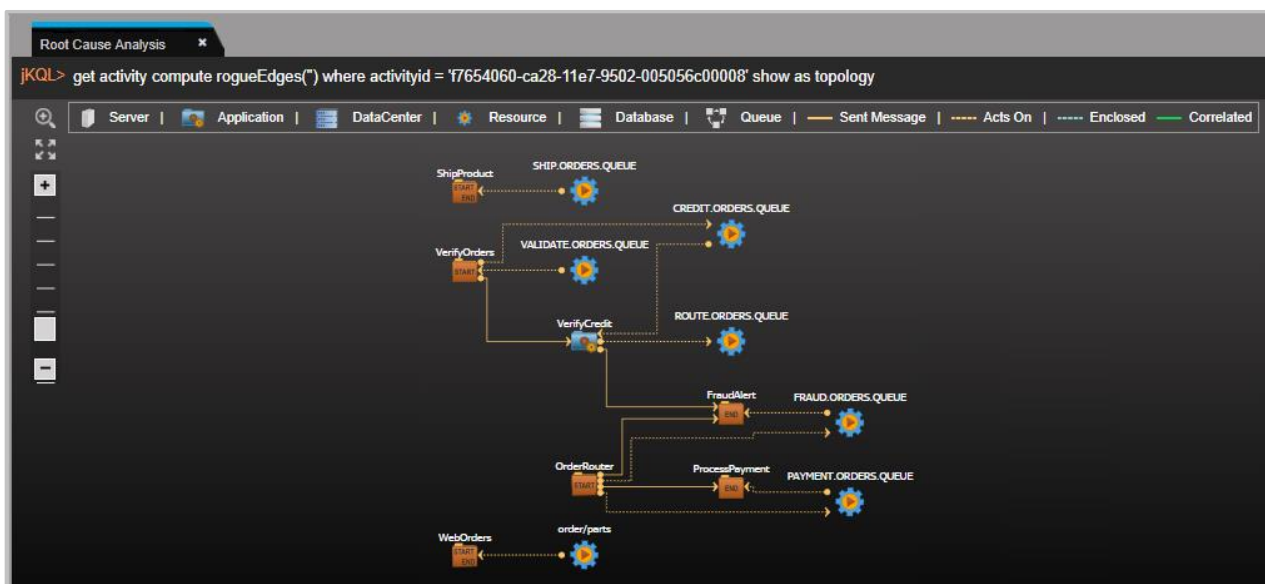 Root Cause Analysis ×
jKQL> get activity compute rogueEdges('') where activityid = 'f7654060-ca28-11e7-9502-005056c00008' show as topology
Server | Application | DataCenter | Resource | Database | Queue | Sent Message | Acts On | Enclosed Correlated
SHIP.ORDERS.QUEUE
ShipProduct
START
END
CREDIT.ORDERS.QUEUE
VALIDATE.ORDERS.QUEUE
VerifyOrders
START
ROUTE.ORDERS.QUEUE
VerifyCredit
FraudAlert
FRAUD.ORDERS.QUEUE
END
OrderRouter
ProcessPayment
PAYMENT.ORDERS.QUEUE
START
END
order/parts
WebOrders
START
END